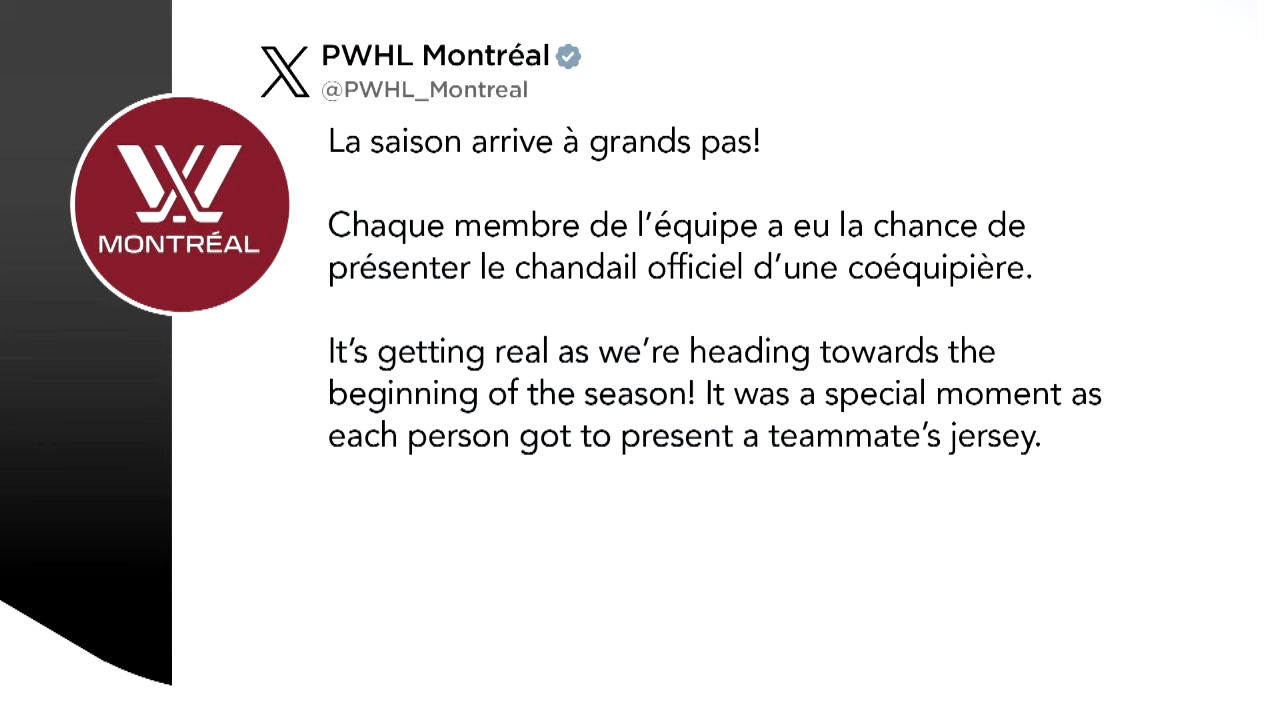 PWHL Montréal
@PWHL_Montreal
MONTRÉAL
La saison arrive à grands pas!
Chaque membre de l’équipe a eu la chance de
présenter le chandail officiel d’une coéquipière.
It’s getting real as we’re heading towards the
beginning of the season! It was a special moment as
each person got to present a teammate’s jersey.